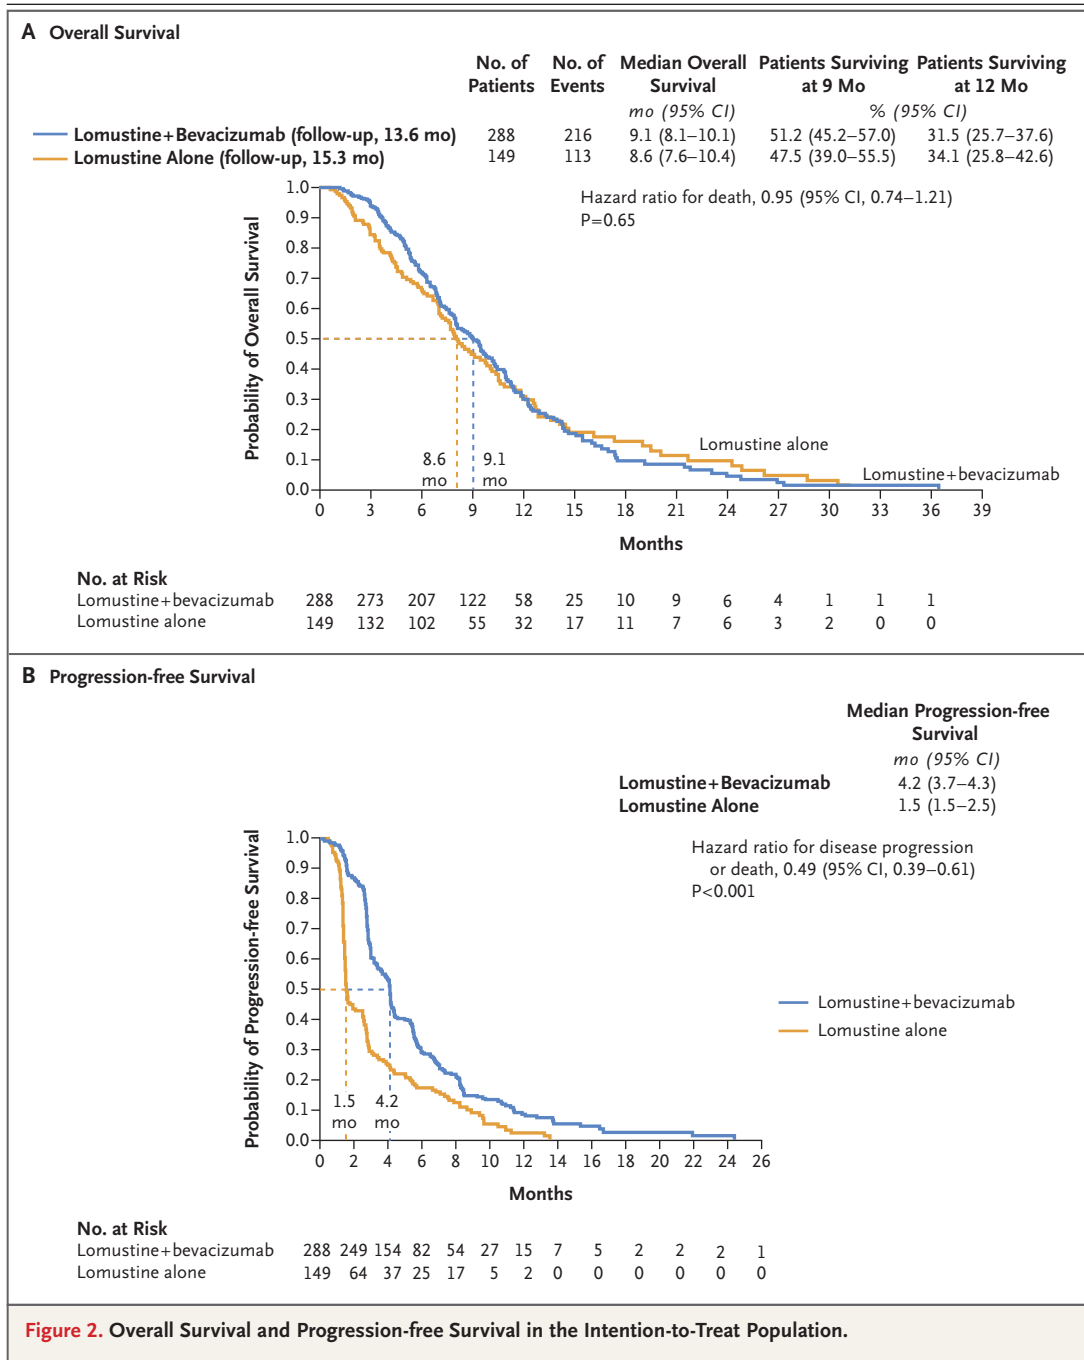 A Overall Survival
No. of Patients No. of Events Median Overall Survival Patients Surviving at 9 Mo Patients Surviving at 12 Mo
mo (95% CI) % (95% CI)
Lomustine+Bevacizumab (follow-up, 13.6 mo) 288 216 9.1 (8.1–10.1) 51.2 (45.2–57.0) 31.5 (25.7–37.6)
Lomustine Alone (follow-up, 15.3 mo) 149 113 8.6 (7.6–10.4) 47.5 (39.0–55.5) 34.1 (25.8–42.6)
Hazard ratio for death, 0.95 (95% CI, 0.74–1.21)
P=0.65
Probability of Overall Survival
1.0
0.9
0.8
0.7
0.6
0.5
0.4
0.3
0.2
0.1
0.0
8.6 mo
9.1 mo
Lomustine alone
Lomustine+bevacizumab
0 3 6 9 12 15 18 21 24 27 30 33 36 39
Months
No. at Risk
Lomustine+bevacizumab 288 273 207 122 58 25 10 9 6 4 1 1 1
Lomustine alone 149 132 102 55 32 17 11 7 6 3 2 0 0
B Progression-free Survival
Median Progression-free
Survival
mo (95% CI)
Lomustine+Bevacizumab 4.2 (3.7–4.3)
Lomustine Alone 1.5 (1.5–2.5)
Hazard ratio for disease progression
or death, 0.49 (95% CI, 0.39–0.61)
P<0.001
Probability of Progression-free Survival
1.0
0.9
0.8
0.7
0.6
0.5
0.4
0.3
0.2
0.1
0.0
1.5 mo
4.2 mo
Lomustine+bevacizumab
Lomustine alone
0 2 4 6 8 10 12 14 16 18 20 22 24 26
Months
No. at Risk
Lomustine+bevacizumab 288 249 154 82 54 27 15 7 5 2 2 2 1
Lomustine alone 149 64 37 25 17 5 2 0 0 0 0 0 0
Figure 2. Overall Survival and Progression-free Survival in the Intention-to-Treat Population.